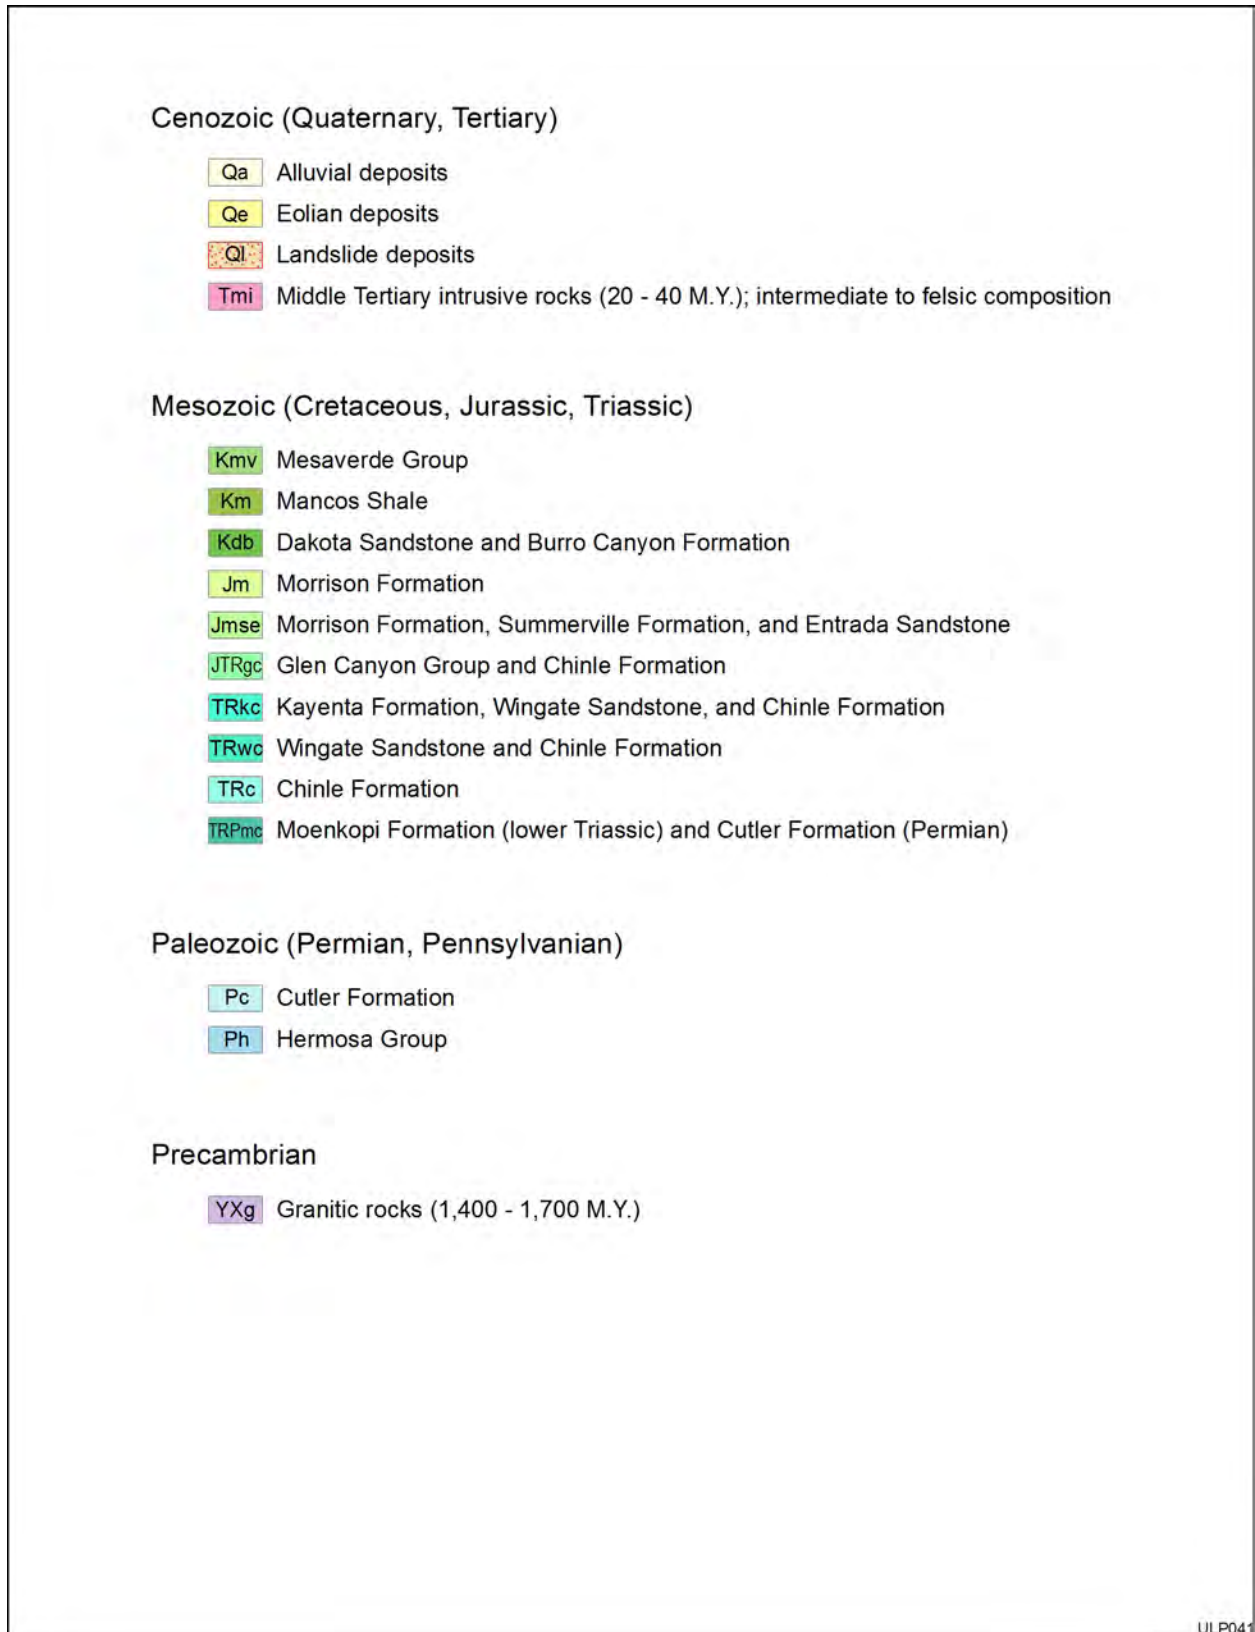 Cenozoic (Quaternary, Tertiary)
Qa Alluvial deposits
Qe Eolian deposits
Ql Landslide deposits
Tmi Middle Tertiary intrusive rocks (20 - 40 M.Y.); intermediate to felsic composition
Mesozoic (Cretaceous, Jurassic, Triassic)
Kmv Mesaverde Group
Km Mancos Shale
Kdb Dakota Sandstone and Burro Canyon Formation
Jm Morrison Formation
Jmse Morrison Formation, Summerville Formation, and Entrada Sandstone
JTRgc Glen Canyon Group and Chinle Formation
TRkc Kayenta Formation, Wingate Sandstone, and Chinle Formation
TRwc Wingate Sandstone and Chinle Formation
TRc Chinle Formation
TRPmc Moenkopi Formation (lower Triassic) and Cutler Formation (Permian)
Paleozoic (Permian, Pennsylvanian)
Pc Cutler Formation
Ph Hermosa Group
Precambrian
YXg Granitic rocks (1,400 - 1,700 M.Y.)
ULP041